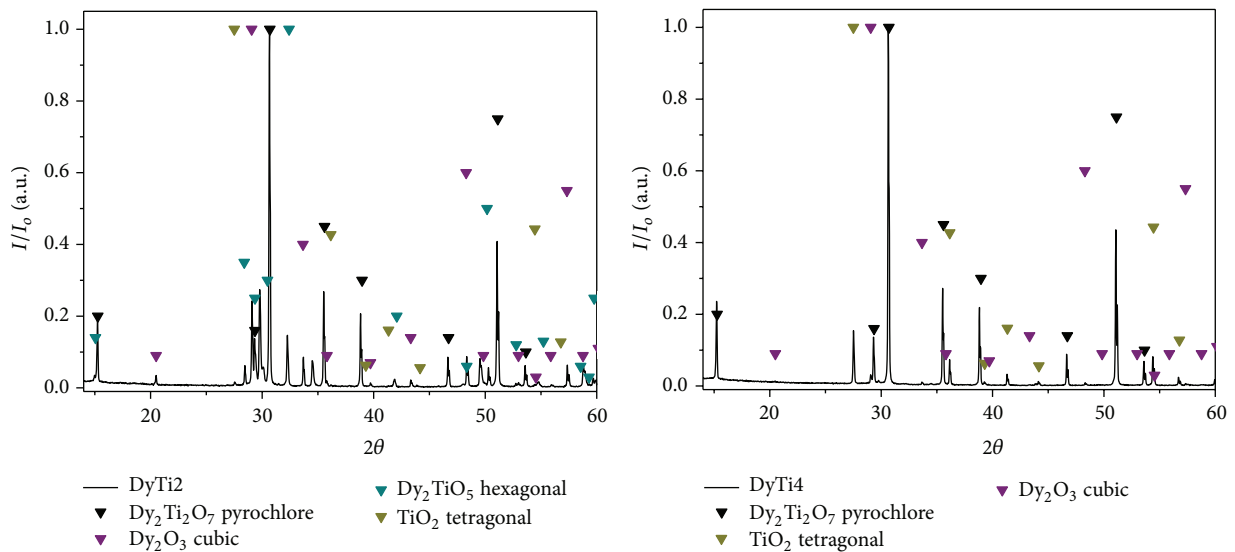 1.0
0.8
0.6
0.4
0.2
0.0
I/Iₒ (a.u.)
20 30 40 50 60
2θ
DyTi2
Dy₂Ti₂O₇ pyrochlore
Dy₂O₃ cubic
Dy₂TiO₅ hexagonal
TiO₂ tetragonal
1.0
0.8
0.6
0.4
0.2
0.0
I/Iₒ (a.u.)
20 30 40 50 60
2θ
DyTi4
Dy₂Ti₂O₇ pyrochlore
TiO₂ tetragonal
Dy₂O₃ cubic